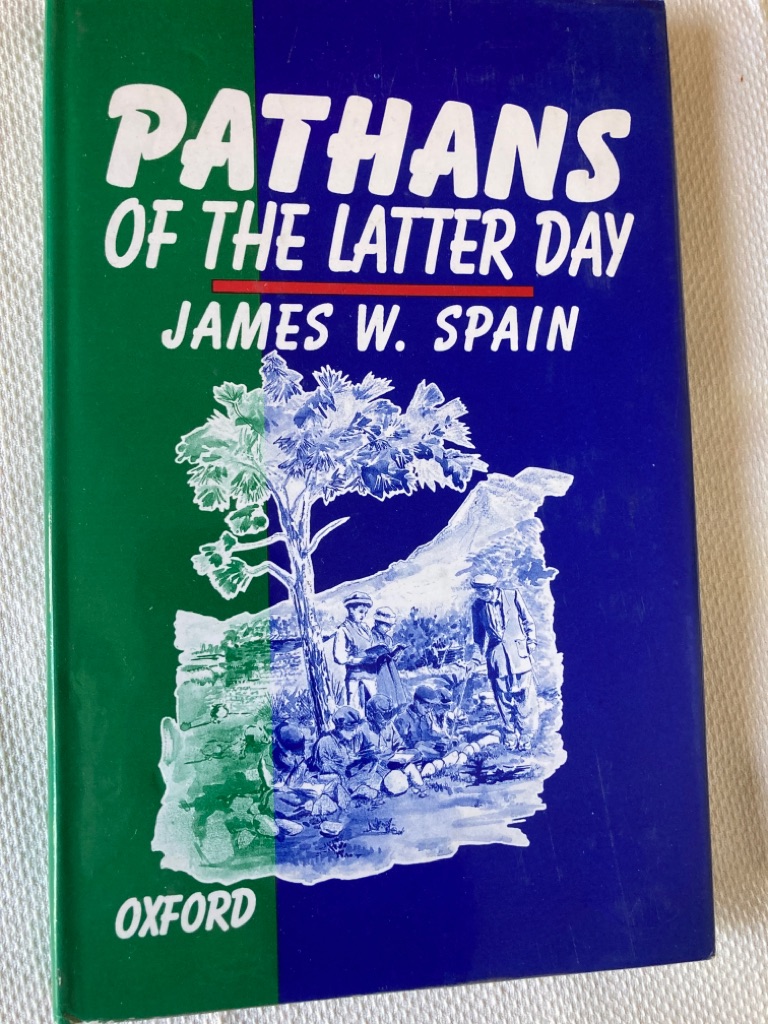 PATHANS
OF THE LATTER DAY
JAMES W. SPAIN
OXFORD